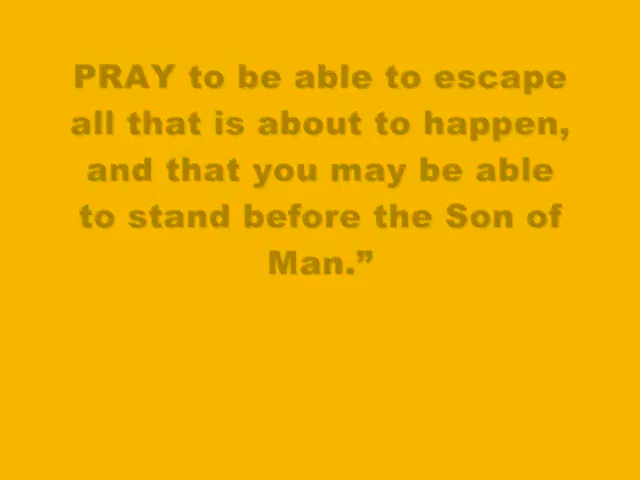 PRAY to be able to escape
all that is about to happen,
and that you may be able
to stand before the Son of
Man.”